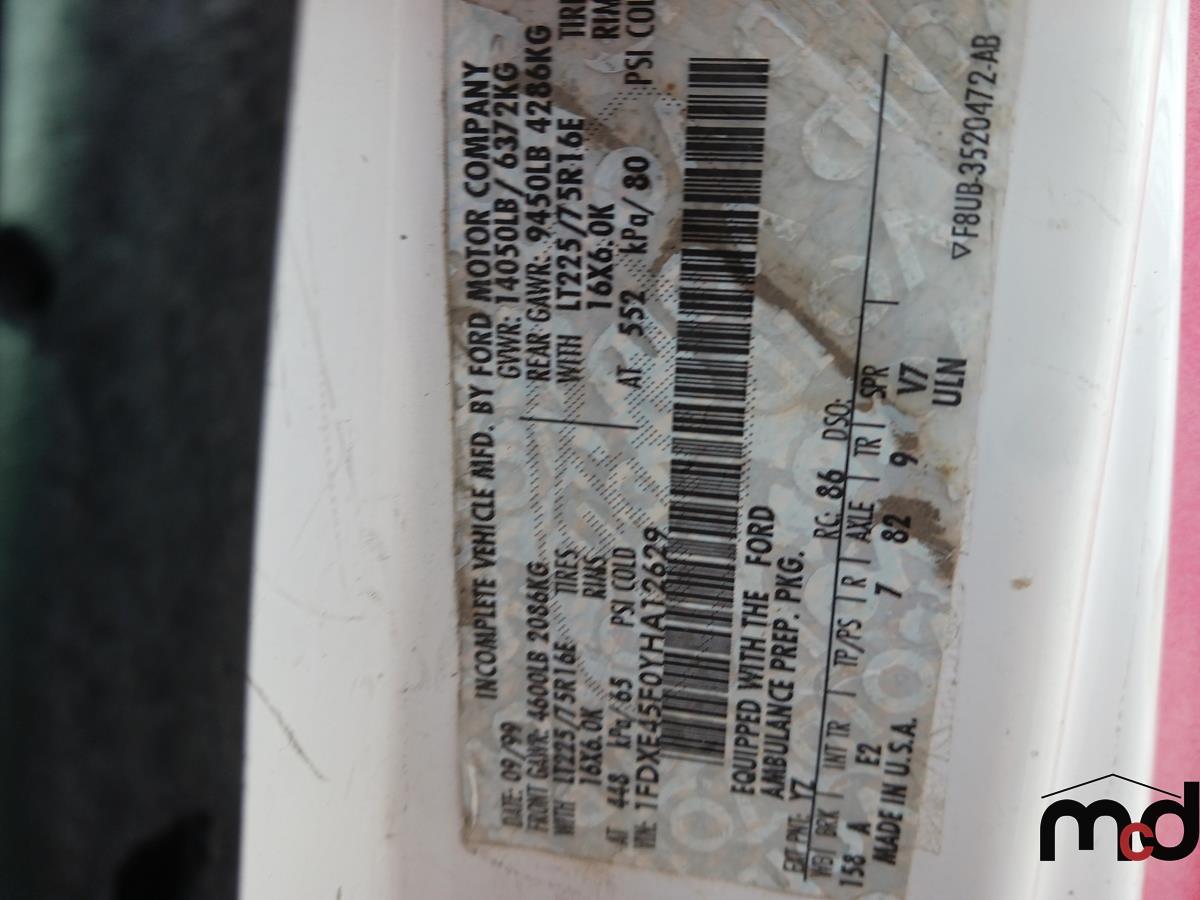 INCOMPLETE VEHICLE MFD. BY FORD MOTOR COMPANY
DATE: 09/99 GVWR: 14050LB/ 6372KG
FRONT GAWR: 4600LB 2086KG REAR GAWR: 9450LB 4286KG
WITH LT225/75R16E TIRES WITH LT225/75R16E TIRE
16X6.0K RIMS 16X6.0K RIM
AT 448 kPa/ 65 PSI COLD AT 552 kPa/ 80 PSI COL
VIN: 1FDXE45F0YHA12629
EQUIPPED WITH THE FORD
AMBULANCE PREP. PKG.
EXT PNT: YZ RC: 86 DSO:
WB | BRK | INT TR | TP/PS | R | AXLE | TR | SPR
158 A E2 7 82 9 V7
MADE IN U.S.A. ULN
▽F8UB-3520472-AB
mcd